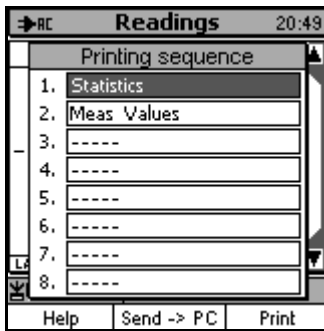 AC Readings 20:49
Printing sequence
1. Statistics
2. Meas Values
3. -----
4. -----
5. -----
6. -----
7. -----
8. -----
Help Send -> PC Print